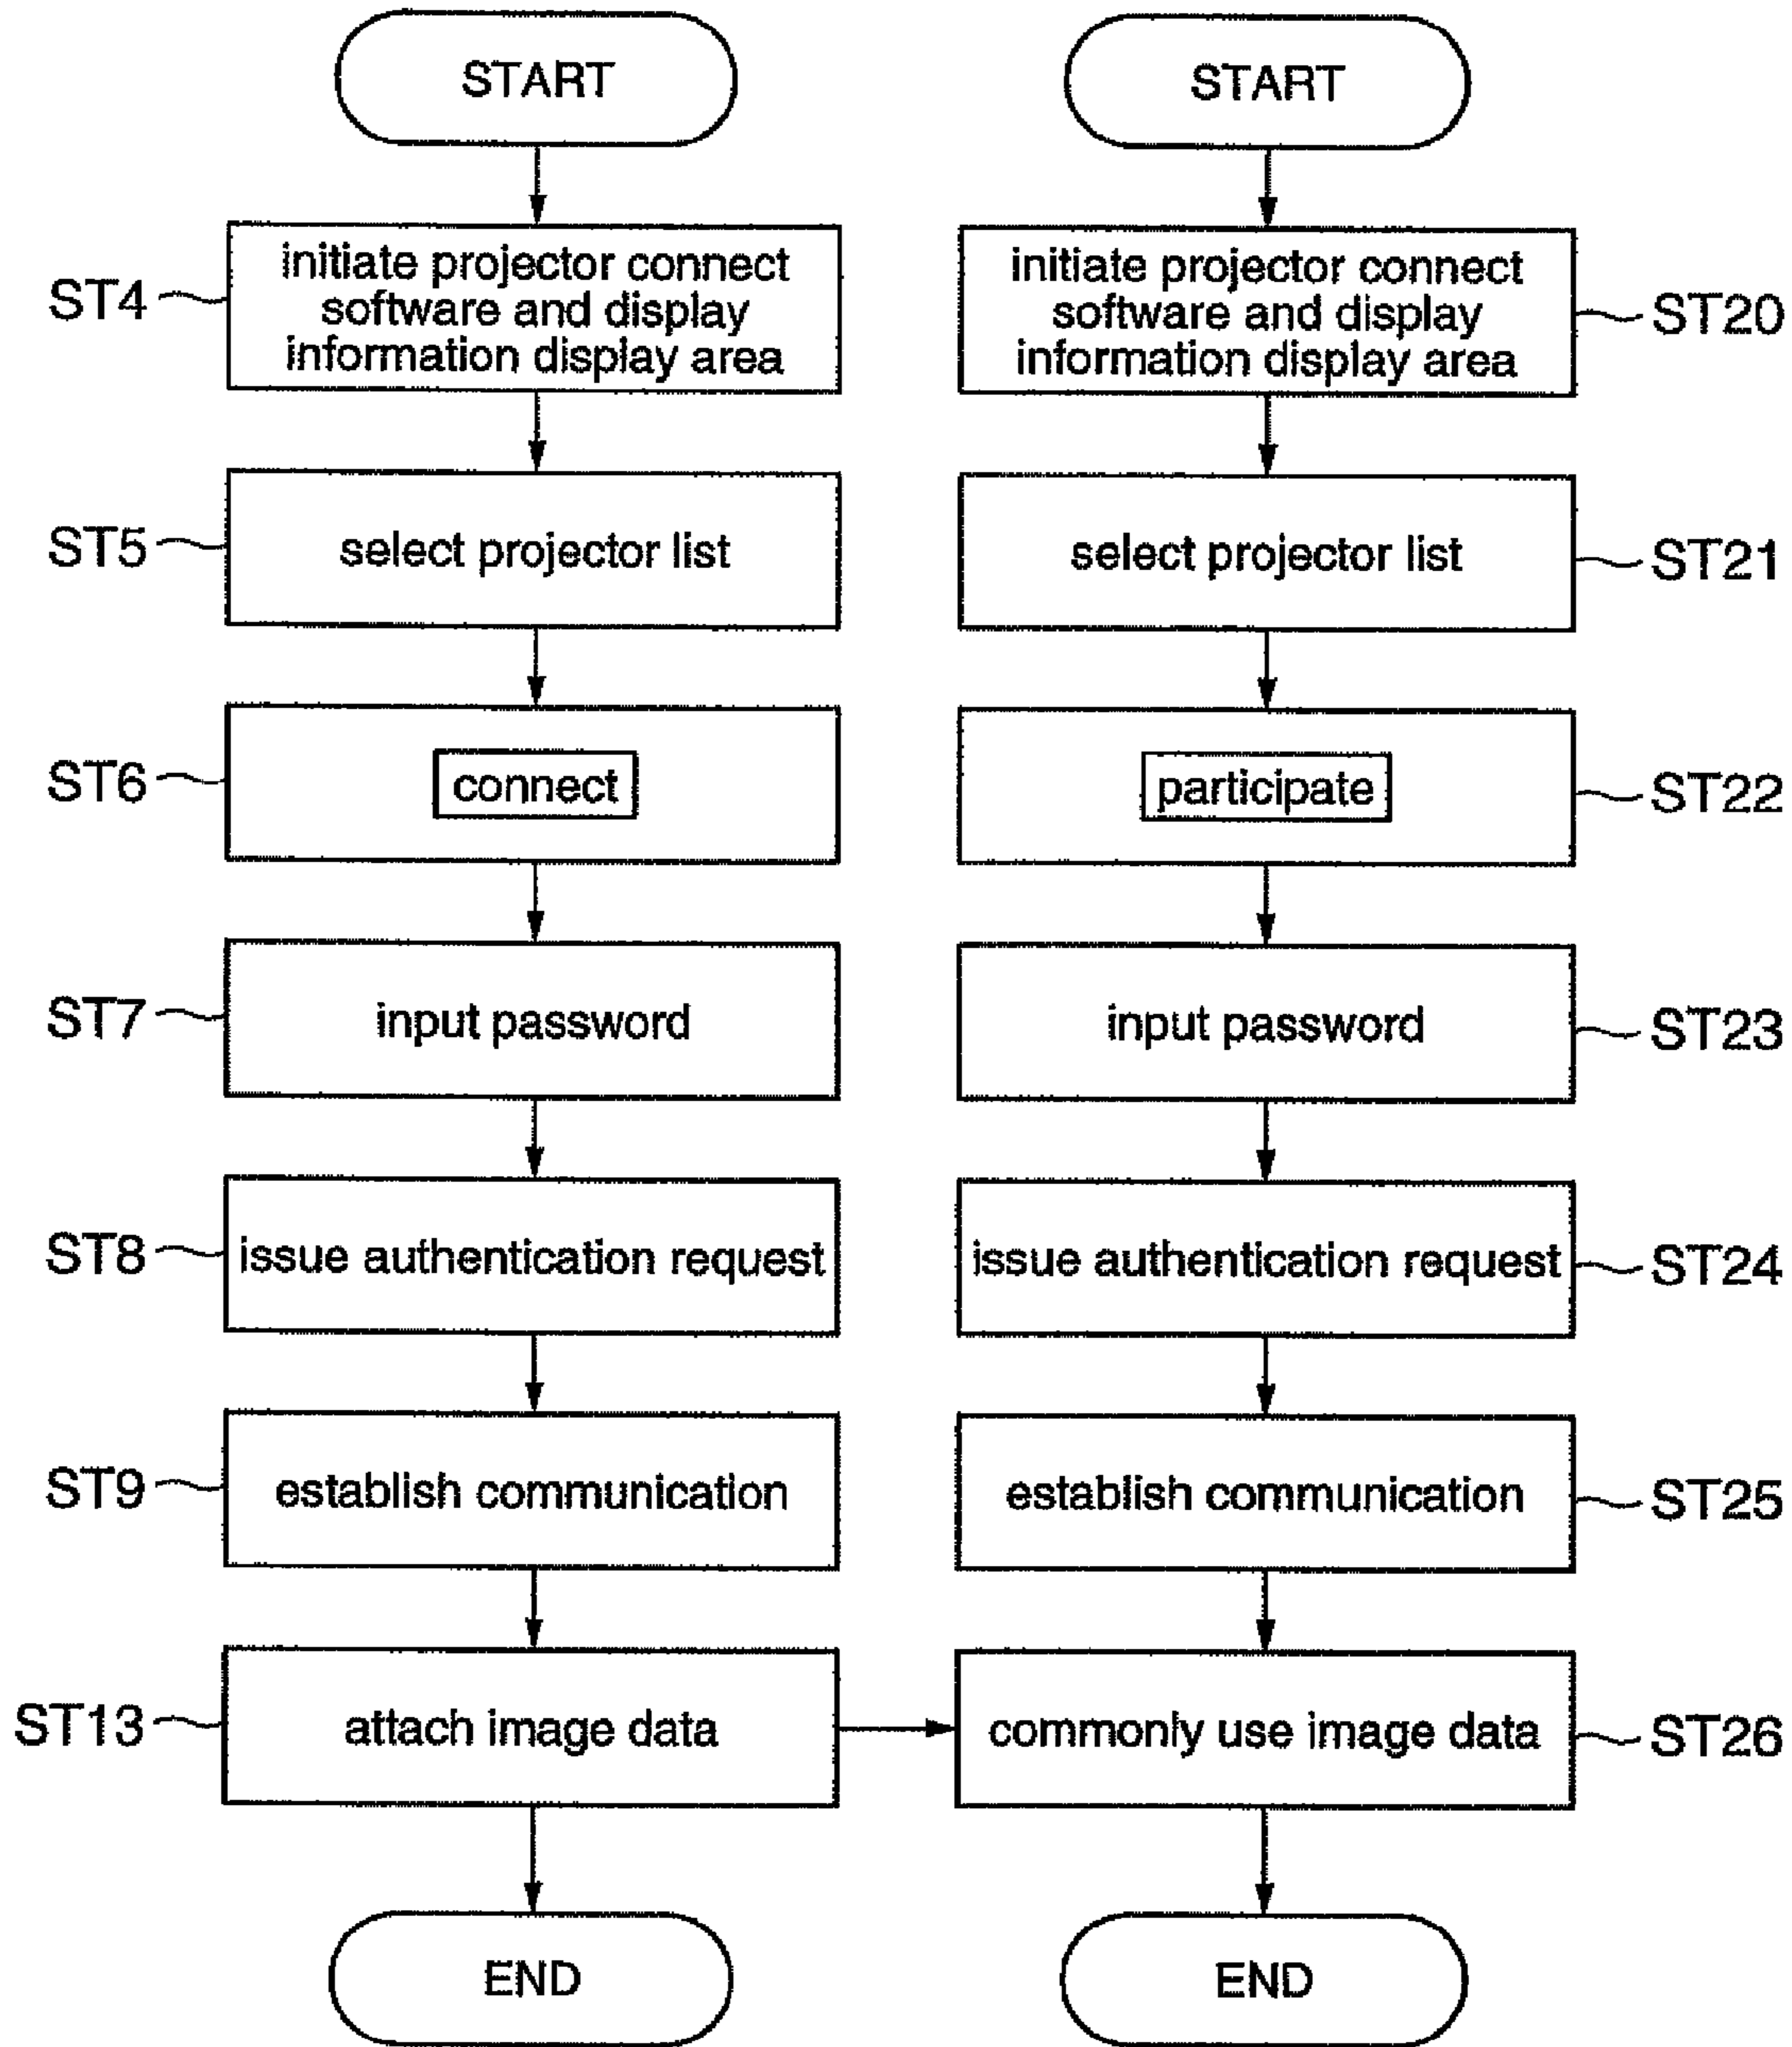 START
ST4
initiate projector connect
software and display
information display area
ST5
select projector list
ST6
connect
ST7
input password
ST8
issue authentication request
ST9
establish communication
ST13
attach image data
END
START
initiate projector connect
software and display
information display area
ST20
select projector list
ST21
participate
ST22
input password
ST23
issue authentication request
ST24
establish communication
ST25
commonly use image data
ST26
END